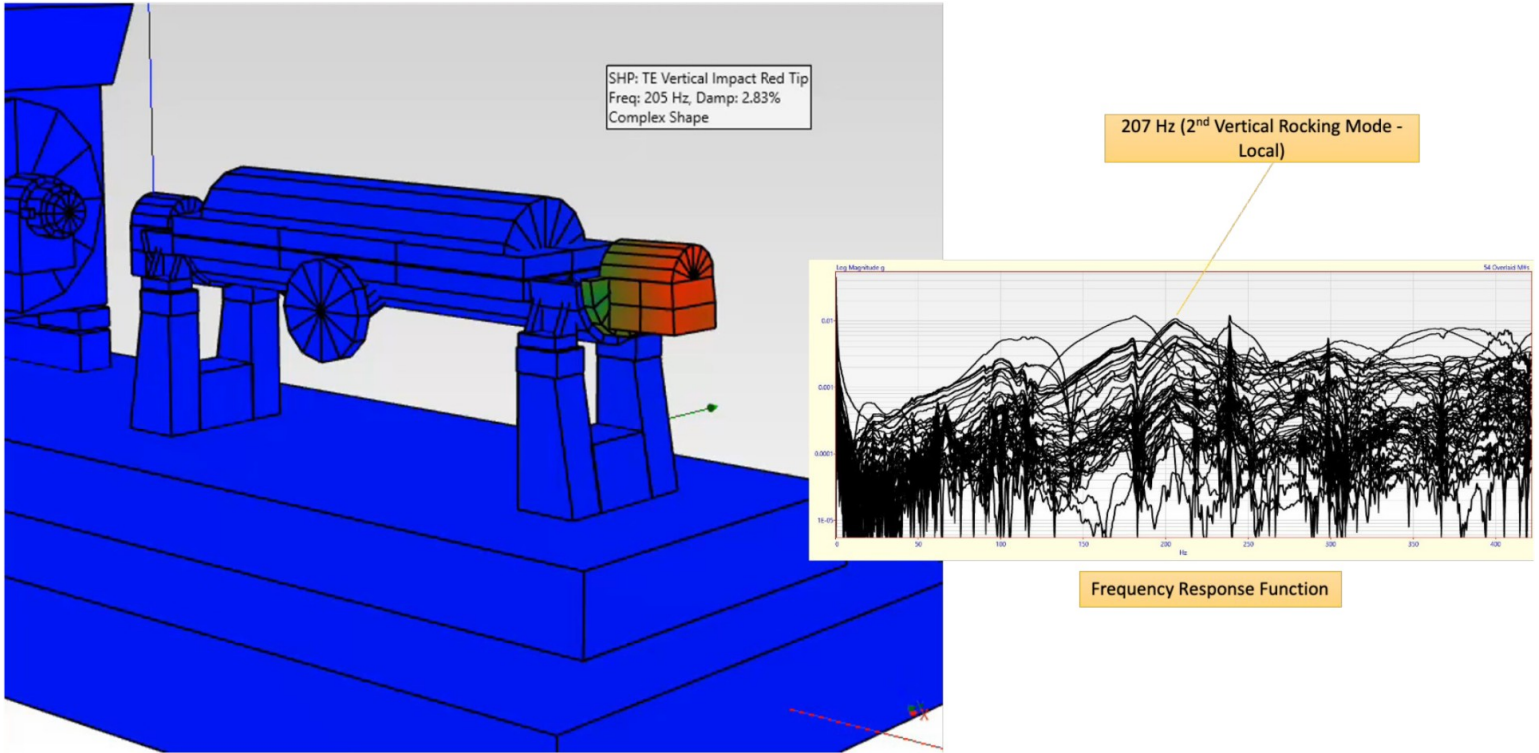 SHP: TE Vertical Impact Red Tip
Freq: 205 Hz, Damp: 2.83%
Complex Shape
207 Hz (2nd Vertical Rocking Mode -
Local)
Log Magnitude g
54 Overlaid M#s
0.01
0.001
0.0001
1E-05
0
50
100
150
200
250
300
350
400
Hz
Frequency Response Function
X